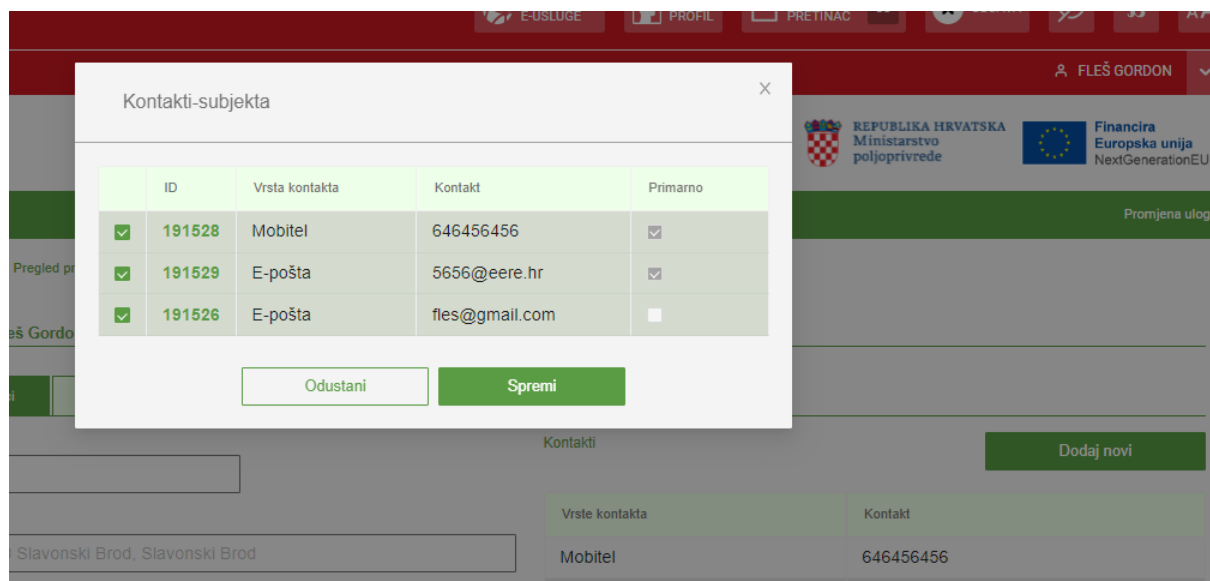 E-USLUGE PROFIL PRETINAC
FLEŠ GORDON
Kontakti-subjekta X
REPUBLIKA HRVATSKA
Ministarstvo
poljoprivrede
Financira
Europska unija
NextGenerationEU
ID Vrsta kontakta Kontakt Primarno
191528 Mobitel 646456456
191529 E-pošta 5656@eere.hr
191526 E-pošta fles@gmail.com
Promjena ulog
Pregled pr
eš Gordo
Odustani Spremi
Kontakti
Dodaj novi
Vrste kontakta Kontakt
Slavonski Brod, Slavonski Brod
Mobitel 646456456